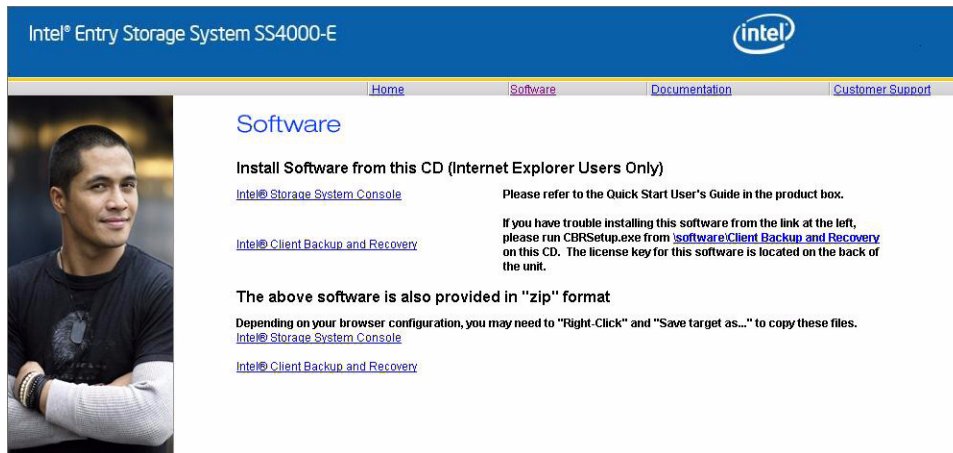 Intel® Entry Storage System SS4000-E
intel
Home Software Documentation Customer Support
Software
Install Software from this CD (Internet Explorer Users Only)
Intel® Storage System Console
Please refer to the Quick Start User's Guide in the product box.
Intel® Client Backup and Recovery
If you have trouble installing this software from the link at the left,
please run CBRSetup.exe from \software\Client Backup and Recovery
on this CD. The license key for this software is located on the back of
the unit.
The above software is also provided in "zip" format
Depending on your browser configuration, you may need to "Right-Click" and "Save target as..." to copy these files.
Intel® Storage System Console
Intel® Client Backup and Recovery